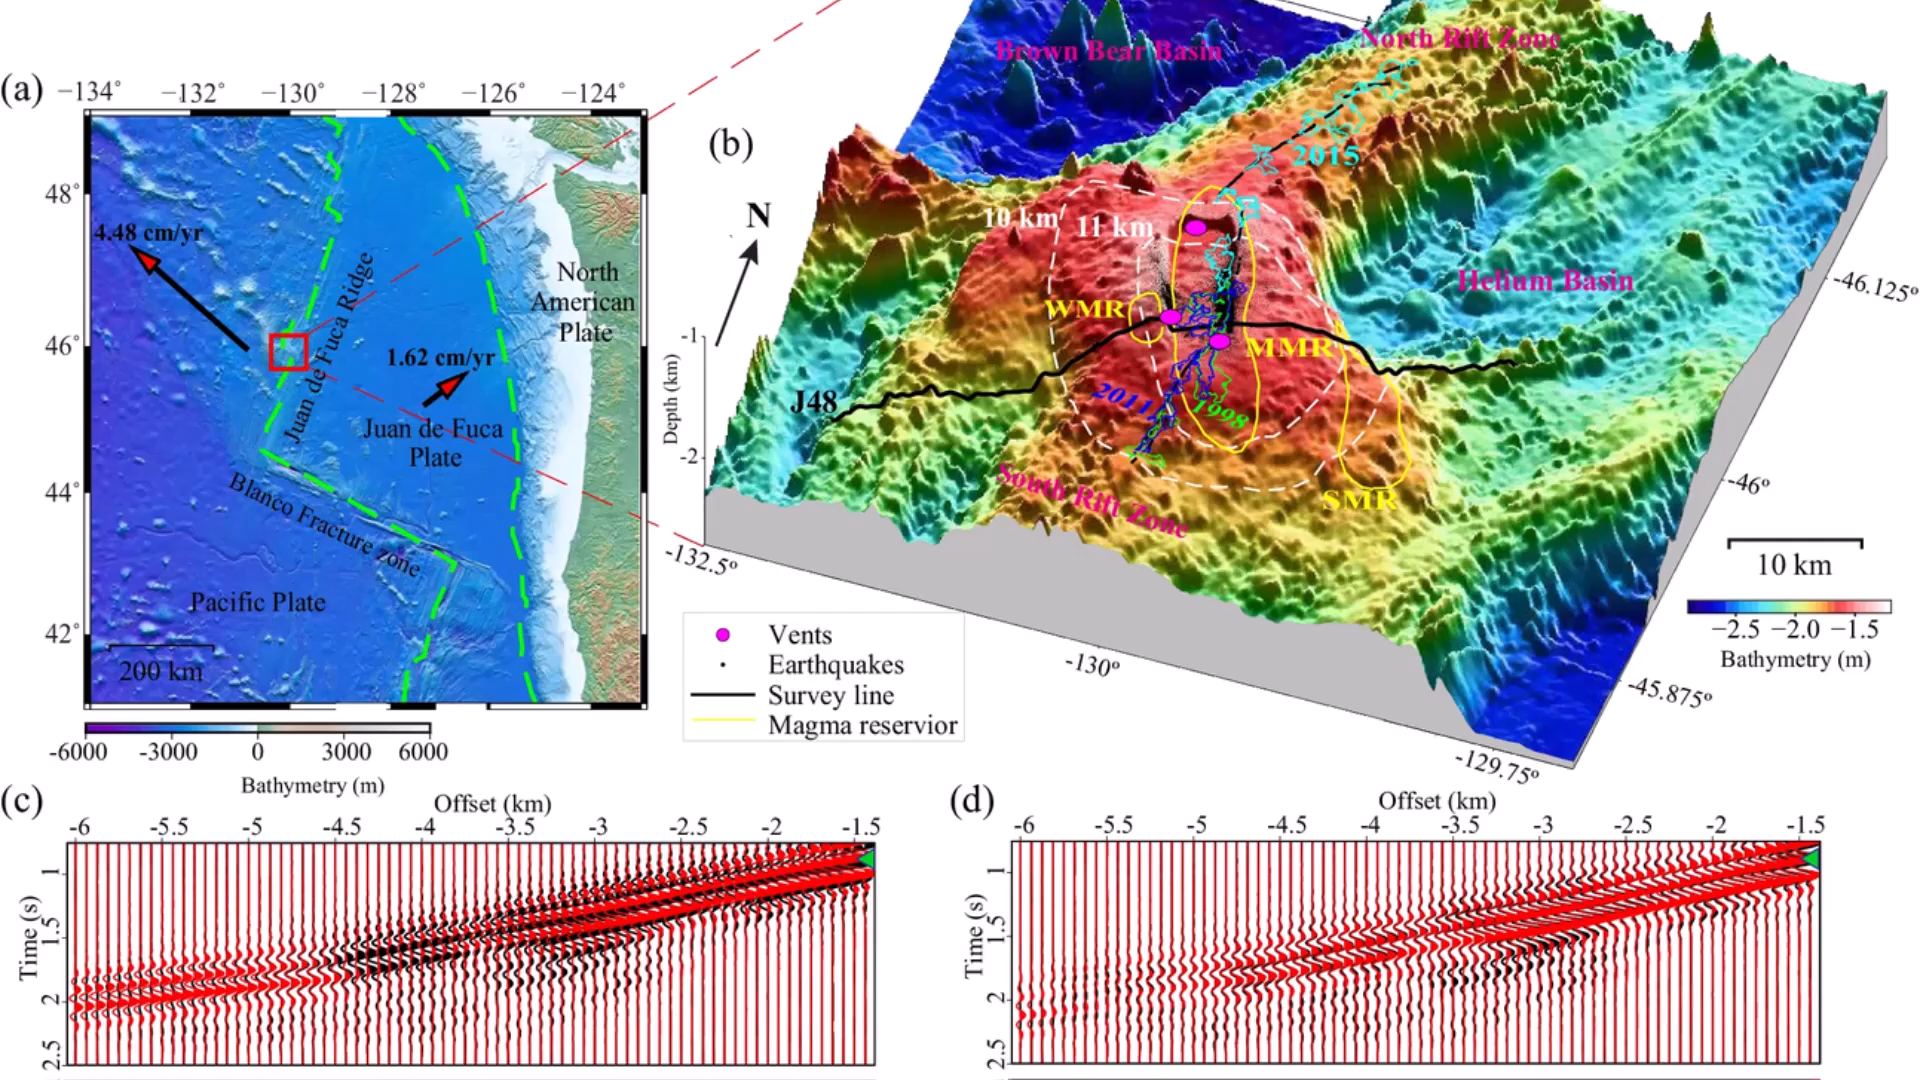 (a)
−134°
−132°
−130°
−128°
−126°
−124°
48°
46°
44°
42°
4.48 cm/yr
1.62 cm/yr
Juan de Fuca Ridge
North
American
Plate
Juan de Fuca
Plate
Blanco Fracture zone
Pacific Plate
200 km
-6000
-3000
0
3000
6000
Bathymetry (m)
(b)
N
Brown Bear Basin
North Rift Zone
2015
10 km
11 km
Helium Basin
WMR
MMR
J48
2011
1998
SMR
South Rift Zone
Depth (km)
-1
-2
-132.5°
-130°
-129.75°
-46.125°
-46°
-45.875°
10 km
−2.5 −2.0 −1.5
Bathymetry (m)
Vents
Earthquakes
Survey line
Magma reservior
(c)
Offset (km)
-6 -5.5 -5 -4.5 -4 -3.5 -3 -2.5 -2 -1.5
Time (s)
1
1.5
2
2.5
(d)
Offset (km)
-6 -5.5 -5 -4.5 -4 -3.5 -3 -2.5 -2 -1.5
Time (s)
1
1.5
2
2.5